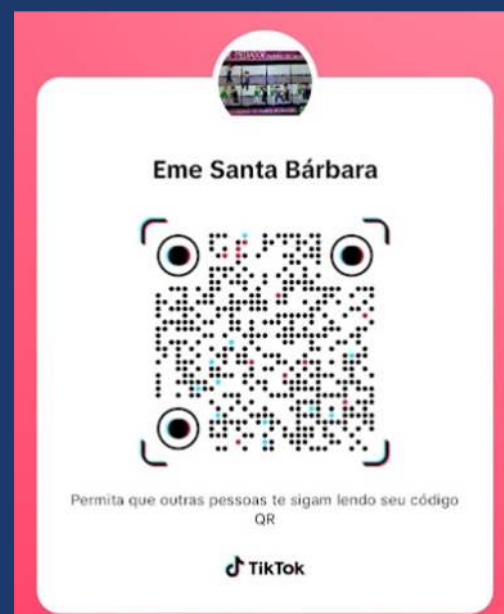 Eme Santa Bárbara
Permita que outras pessoas te sigam lendo seu código
QR
TikTok